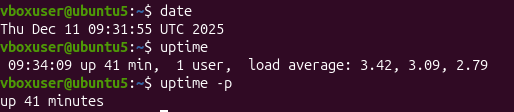 vboxuser@ubuntu5:~$ date
Thu Dec 11 09:31:55 UTC 2025
vboxuser@ubuntu5:~$ uptime
 09:34:09 up 41 min,  1 user,  load average: 3.42, 3.09, 2.79
vboxuser@ubuntu5:~$ uptime -p
up 41 minutes